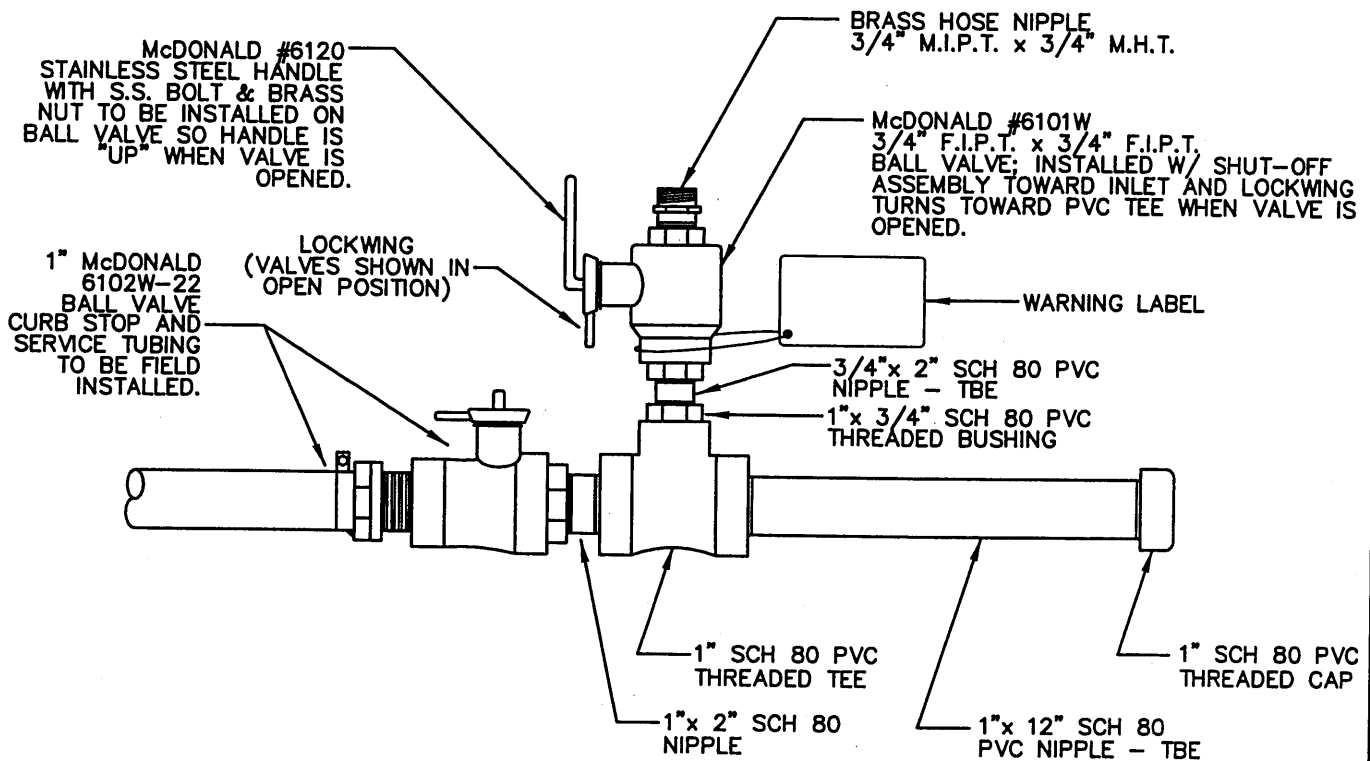 McDONALD #6120
STAINLESS STEEL HANDLE
WITH S.S. BOLT & BRASS
NUT TO BE INSTALLED ON
BALL VALVE SO HANDLE IS
"UP" WHEN VALVE IS
OPENED.
BRASS HOSE NIPPLE
3/4" M.I.P.T. x 3/4" M.H.T.
McDONALD #6101W
3/4" F.I.P.T. x 3/4" F.I.P.T.
BALL VALVE; INSTALLED W/ SHUT-OFF
ASSEMBLY TOWARD INLET AND LOCKWING
TURNS TOWARD PVC TEE WHEN VALVE IS
OPENED.
LOCKWING
(VALVES SHOWN IN
OPEN POSITION)
1" McDONALD
6102W-22
BALL VALVE
CURB STOP AND
SERVICE TUBING
TO BE FIELD
INSTALLED.
WARNING LABEL
3/4"x 2" SCH 80 PVC
NIPPLE - TBE
1"x 3/4" SCH 80 PVC
THREADED BUSHING
1" SCH 80 PVC
THREADED TEE
1" SCH 80 PVC
THREADED CAP
1"x 2" SCH 80
NIPPLE
1"x 12" SCH 80
PVC NIPPLE - TBE